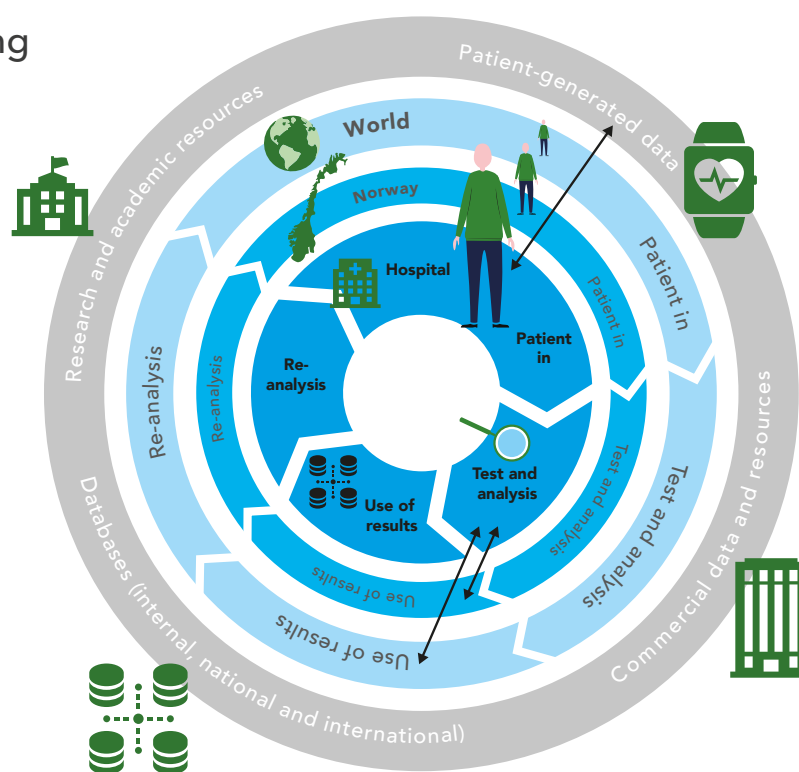 ng
Patient-generated data
Research and academic resources
World
Norway
Hospital
Patient in
Patient in
Patient
in
Re-
analysis
Re-analysis
Re-analysis
Test and
analysis
Test and analysis
Test and analysis
Use of
results
Use of results
Use of results
Commercial data and resources
Databases (internal, national and international)